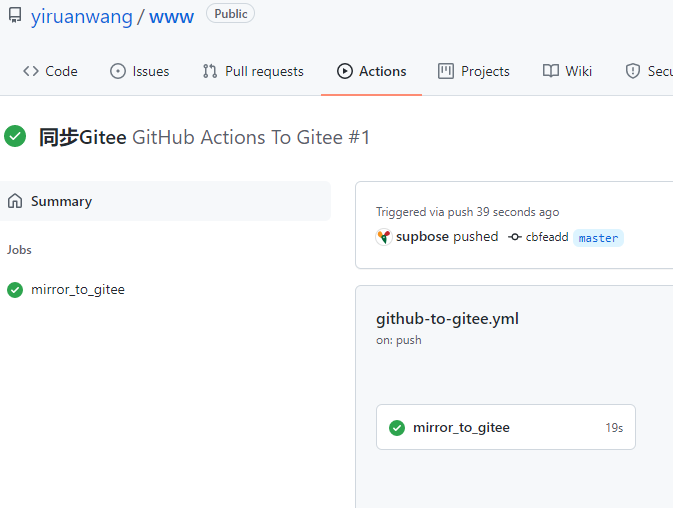 yiruanwang / www Public
Code Issues Pull requests Actions Projects Wiki
同步Gitee GitHub Actions To Gitee #1
Summary
Triggered via push 39 seconds ago
supbose pushed cbfeadd master
Jobs
mirror_to_gitee
github-to-gitee.yml
on: push
mirror_to_gitee 19s